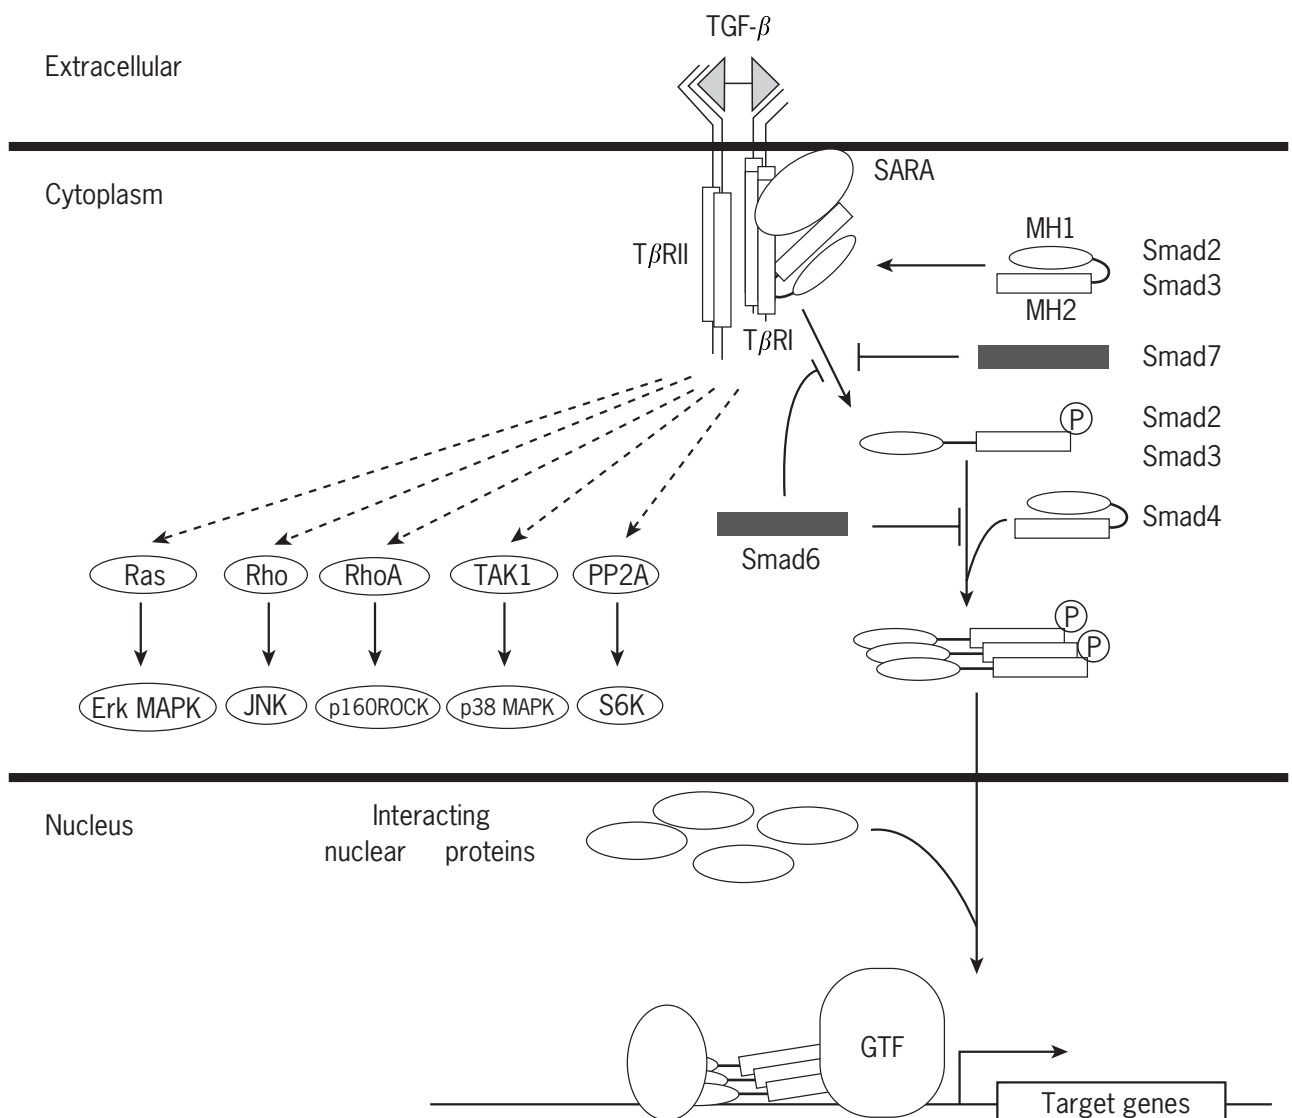 TGF-β
Extracellular
Cytoplasm
SARA
TβRII
MH1
Smad2
Smad3
MH2
TβRI
Smad7
P
Smad2
Smad3
Smad4
Smad6
Ras
Rho
RhoA
TAK1
PP2A
P
P
Erk MAPK
JNK
p160ROCK
p38 MAPK
S6K
Nucleus
Interacting
nuclear proteins
GTF
Target genes